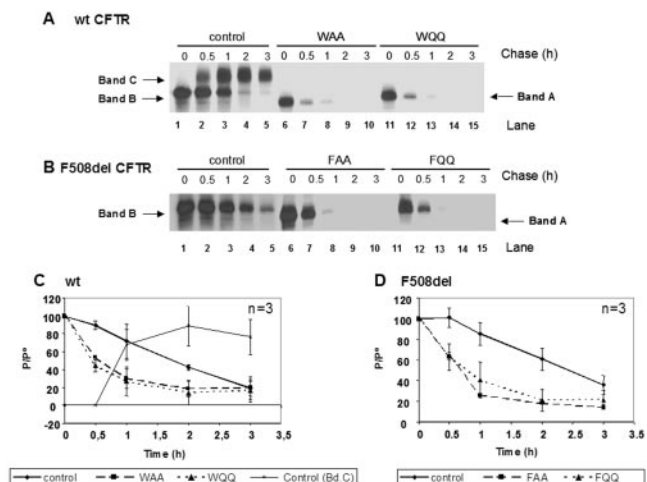 A wt CFTR
control WAA WQQ
0 0.5 1 2 3 0 0.5 1 2 3 0 0.5 1 2 3 Chase (h)
Band C
Band B Band A
1 2 3 4 5 6 7 8 9 10 11 12 13 14 15 Lane
B F508del CFTR
control FAA FQQ
0 0.5 1 2 3 0 0.5 1 2 3 0 0.5 1 2 3 Chase (h)
Band B Band A
1 2 3 4 5 6 7 8 9 10 11 12 13 14 15 Lane
C wt
n=3
P/Pº
120
100
80
60
40
20
0
-20
0 0,5 1 1,5 2 2,5 3 3,5
Time (h)
control WAA WQQ Control (Bd.C)
D F508del
n=3
P/Pº
120
100
80
60
40
20
0
0 0.5 1 1.5 2 2.5 3 3.5
Time (h)
control FAA FQQ